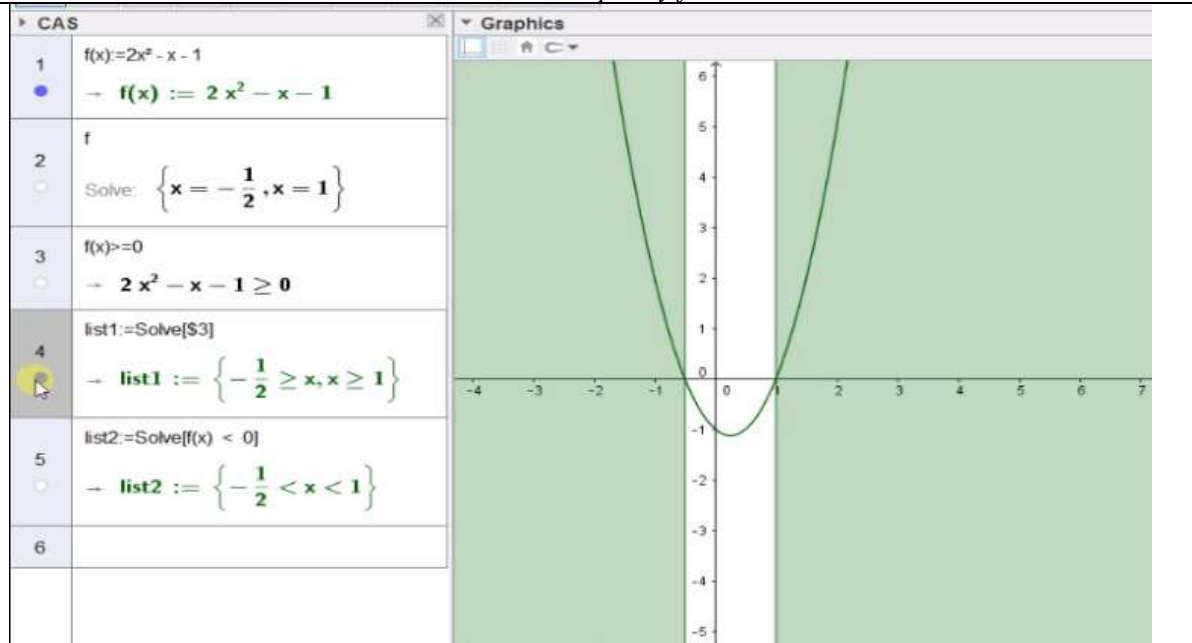 CAS
Graphics
1
f(x):=2x² - x - 1
→ f(x) := 2 x² − x − 1
2
f
Solve: {x = − 1/2 , x = 1}
3
f(x)>=0
→ 2 x² − x − 1 ≥ 0
4
list1:=Solve[$3]
→ list1 := {− 1/2 ≥ x, x ≥ 1}
5
list2:=Solve[f(x) < 0]
→ list2 := {− 1/2 < x < 1}
6
6
5
4
3
2
1
0
-4 -3 -2 -1 0 1 2 3 4 5 6 7
-1
-2
-3
-4
-5